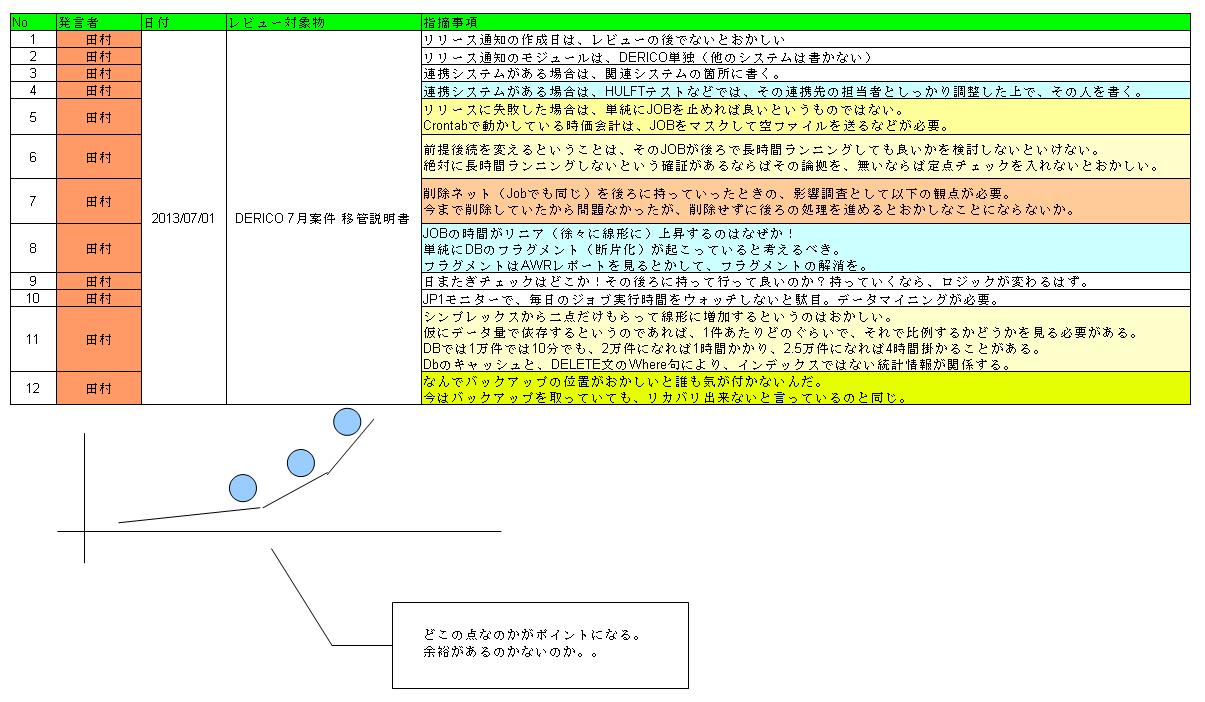 No 発言者 日付 レビュー対象物 指摘事項
1 田村 リリース通知の作成日は、レビューの後でないとおかしい
2 田村 リリース通知のモジュールは、DERICO単独（他のシステムは書かない）
3 田村 連携システムがある場合は、関連システムの箇所に書く。
4 田村 連携システムがある場合は、HULFTテストなどでは、その連携先の担当者としっかり調整した上で、その人を書く。
5 田村 リリースに失敗した場合は、単純にJOBを止めれば良いというものではない。
Crontabで動かしている時価会計は、JOBをマスクして空ファイルを送るなどが必要。
6 田村 前提後続を変えるということは、そのJOBが後ろで長時間ランニングしても良いかを検討しないといけない。
絶対に長時間ランニングしないという確証があるならばその論拠を、無いならば定点チェックを入れないとおかしい。
7 田村 削除ネット（Jobでも同じ）を後ろに持っていったときの、影響調査として以下の観点が必要。
今まで削除していたから問題なかったが、削除せずに後ろの処理を進めるとおかしなことにならないか。
2013/07/01 DERICO 7月案件 移管説明書
8 田村 JOBの時間がリニア（徐々に線形に）上昇するのはなぜか！
単純にDBのフラグメント（断片化）が起こっていると考えるべき。
フラグメントはAWRレポートを見るとかして、フラグメントの解消を。
9 田村 日またぎチェックはどこか！その後ろに持って行って良いのか？持っていくなら、ロジックが変わるはず。
10 田村 JP1モニターで、毎日のジョブ実行時間をウォッチしないと駄目。データマイニングが必要。
11 田村 シンプレックスから二点だけもらって線形に増加するというのはおかしい。
仮にデータ量で依存するというのであれば、1件あたりどのぐらいで、それで比例するかどうかを見る必要がある。
DBでは1万件では10分でも、2万件になれば1時間かかり、2.5万件になれば4時間掛かることがある。
Dbのキャッシュと、DELETE文のWhere句により、インデックスではない統計情報が関係する。
12 田村 なんでバックアップの位置がおかしいと誰も気が付かないんだ。
今はバックアップを取っていても、リカバリ出来ないと言っているのと同じ。
どこの点なのかがポイントになる。
余裕があるのかないのか。。